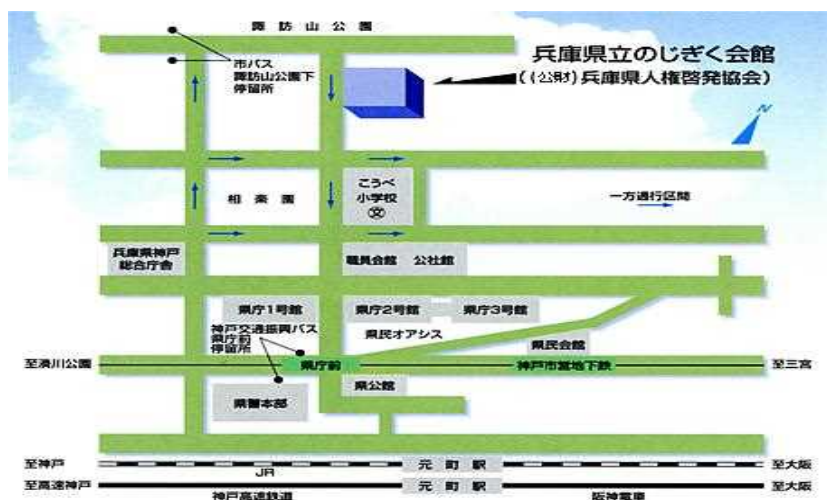 諏訪山公園
市バス
諏訪山公園下
停留所
兵庫県立のじぎく会館
((公財)兵庫県人権啓発協会)
N
こうべ
小学校
文
相楽園
一方通行区間
兵庫県神戸
総合庁舎
職員会館 公社館
県庁1号館
県庁2号館
県庁3号館
神戸交通振興バス
県庁前
停留所
県民オアシス
県民会館
至湊川公園
県庁前
神戸市営地下鉄
至三宮
県公館
県警本部
至神戸
JR
元町駅
至大阪
至高速神戸
神戸高速鉄道
元町駅
阪神電車
至大阪